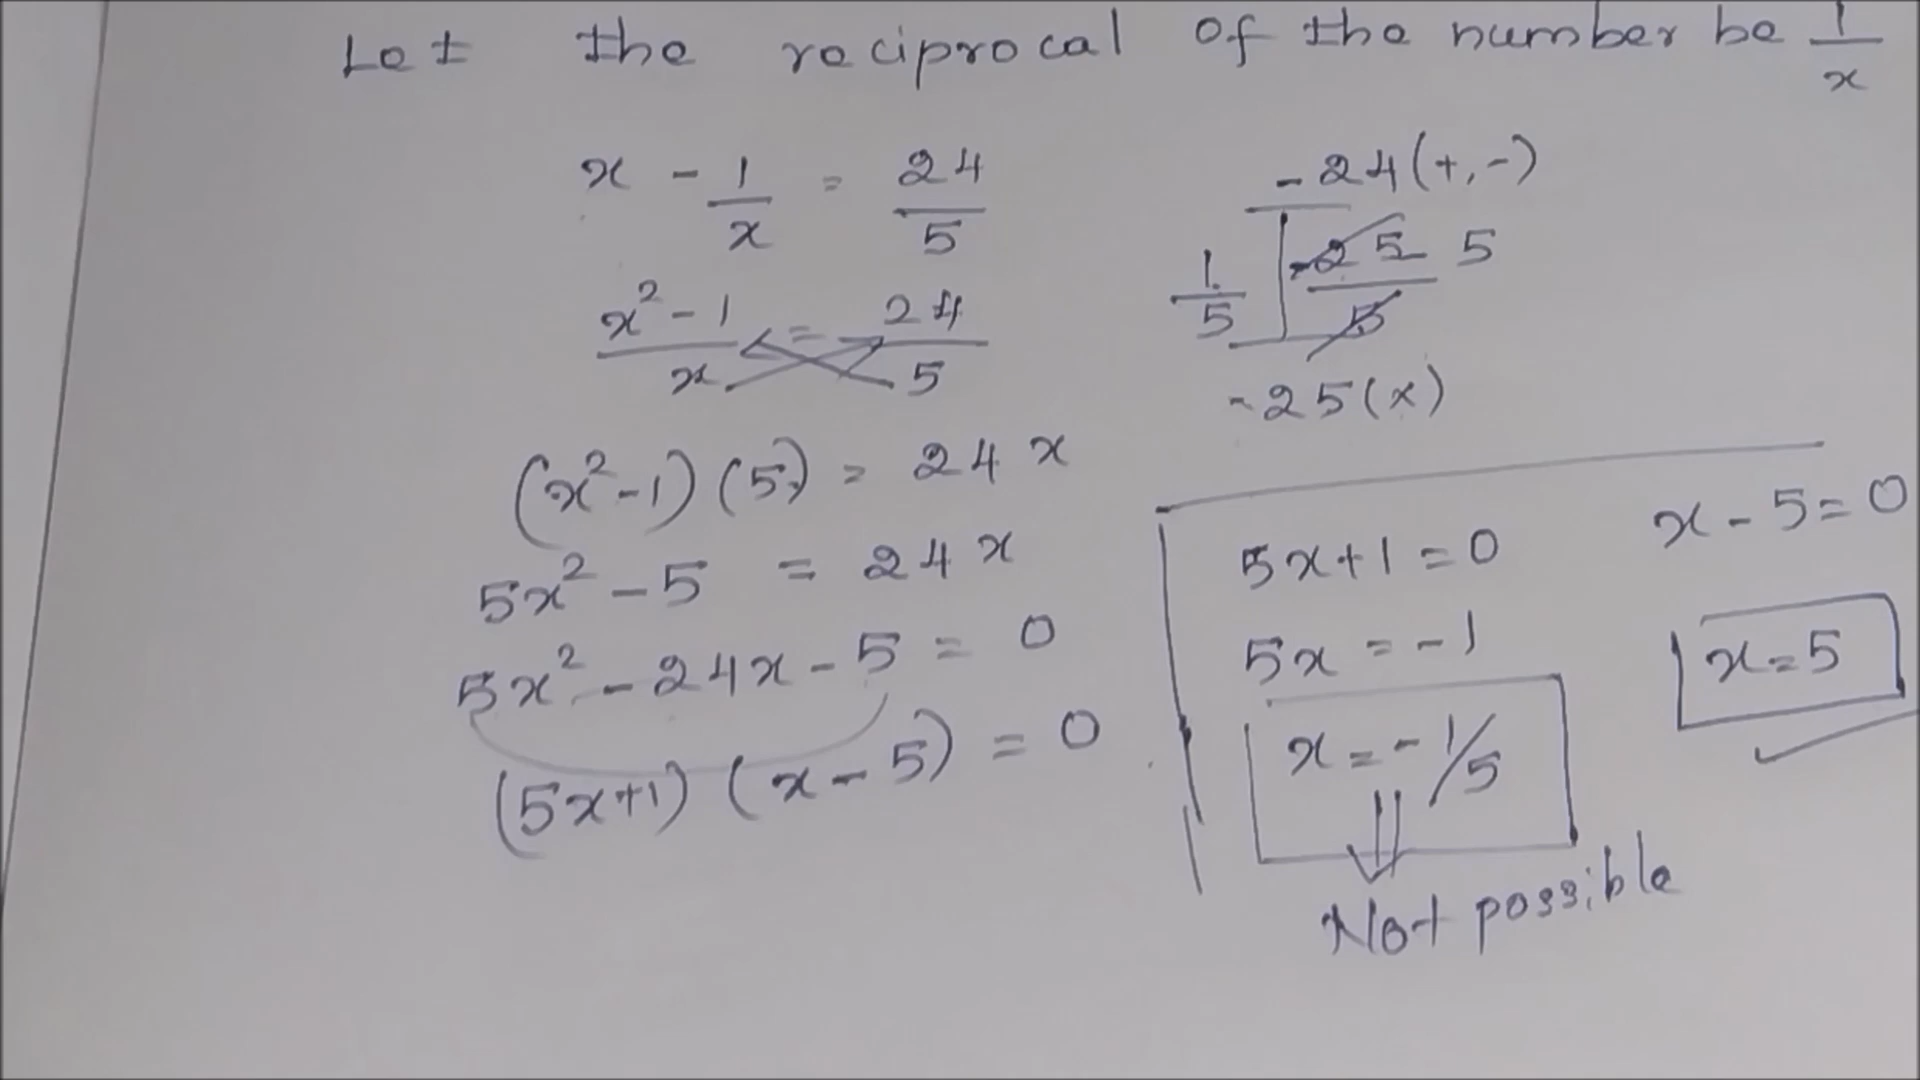 Let the reciprocal of the number be 1/x
x - 1/x = 24/5
(x² - 1)/x = 24/5
(x² - 1) (5) = 24x
5x² - 5 = 24x
5x² - 24x - 5 = 0
(5x+1) (x - 5) = 0
-24 (+, -)
1/5 | -25/5 5
-25 (x)
5x+1 = 0
5x = -1
x = -1/5
Not possible
x - 5 = 0
x = 5